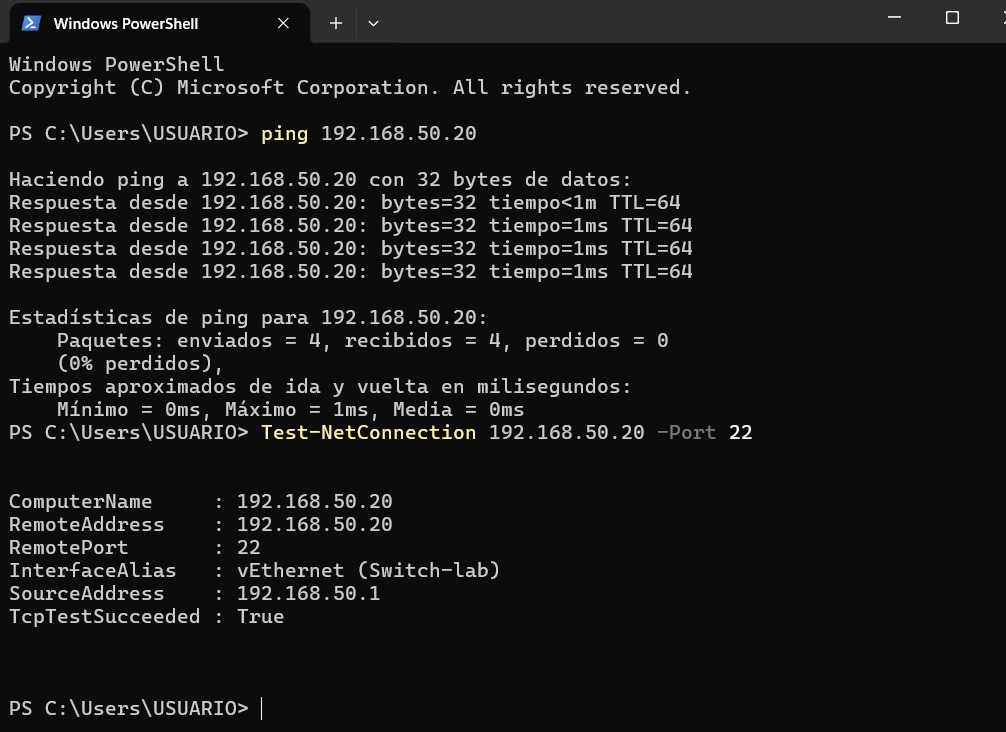 Windows PowerShell
Windows PowerShell
Copyright (C) Microsoft Corporation. All rights reserved.
PS C:\Users\USUARIO> ping 192.168.50.20
Haciendo ping a 192.168.50.20 con 32 bytes de datos:
Respuesta desde 192.168.50.20: bytes=32 tiempo<1m TTL=64
Respuesta desde 192.168.50.20: bytes=32 tiempo=1ms TTL=64
Respuesta desde 192.168.50.20: bytes=32 tiempo=1ms TTL=64
Respuesta desde 192.168.50.20: bytes=32 tiempo=1ms TTL=64
Estadísticas de ping para 192.168.50.20:
    Paquetes: enviados = 4, recibidos = 4, perdidos = 0
    (0% perdidos),
Tiempos aproximados de ida y vuelta en milisegundos:
    Mínimo = 0ms, Máximo = 1ms, Media = 0ms
PS C:\Users\USUARIO> Test-NetConnection 192.168.50.20 -Port 22
ComputerName     : 192.168.50.20
RemoteAddress    : 192.168.50.20
RemotePort       : 22
InterfaceAlias   : vEthernet (Switch-lab)
SourceAddress    : 192.168.50.1
TcpTestSucceeded : True
PS C:\Users\USUARIO>